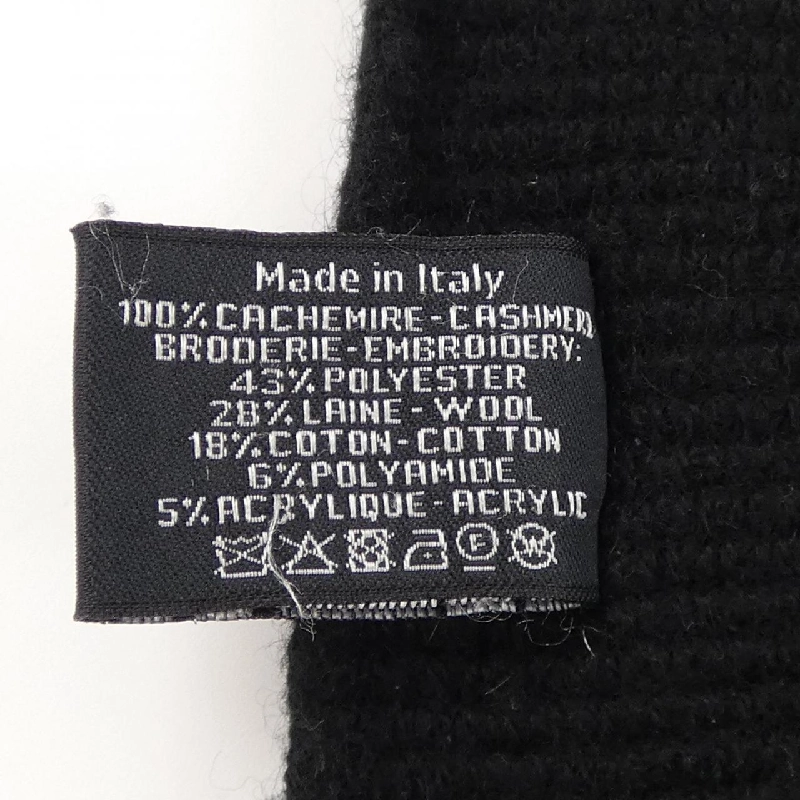 Made in Italy
100% CACHEMIRE-CASHMERE
BRODERIE-EMBROIDERY:
43% POLYESTER
28% LAINE - WOOL
18% COTON-COTTON
6% POLYAMIDE
5% ACRYLIQUE-ACRYLIC
F W